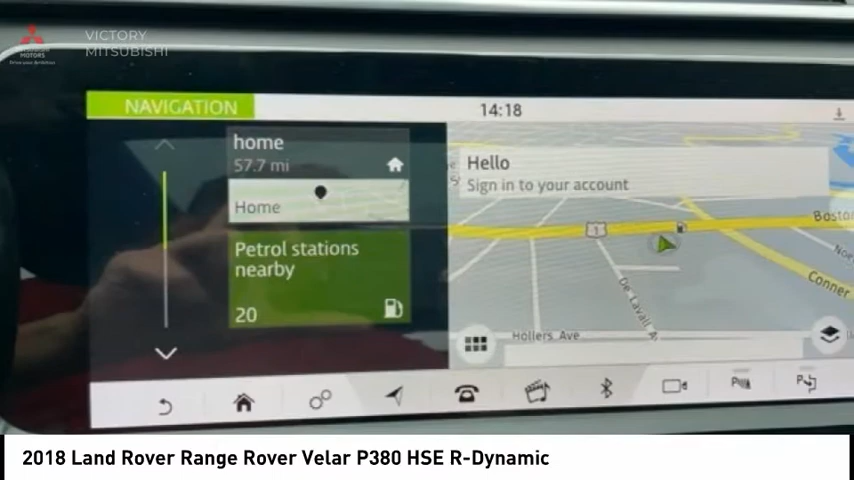 VICTORY
MITSUBISHI
MOTORS
NAVIGATION
14:18
home
57.7 mi
Home
Petrol stations
nearby
20
Hello
Sign in to your account
1
Boston
Conner
De Lavall A
Hollers Ave
2018 Land Rover Range Rover Velar P380 HSE R-Dynamic